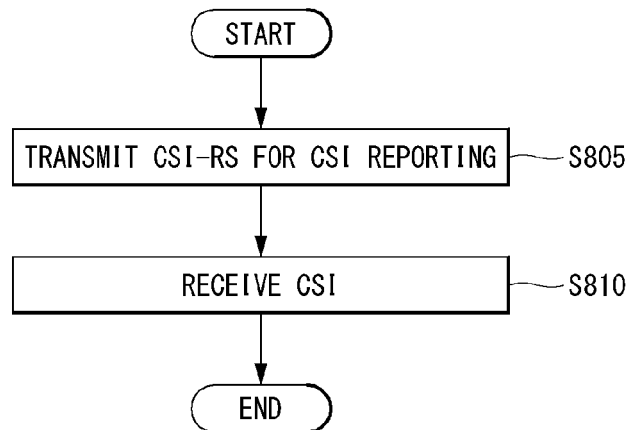 START
TRANSMIT CSI-RS FOR CSI REPORTING
S805
RECEIVE CSI
S810
END